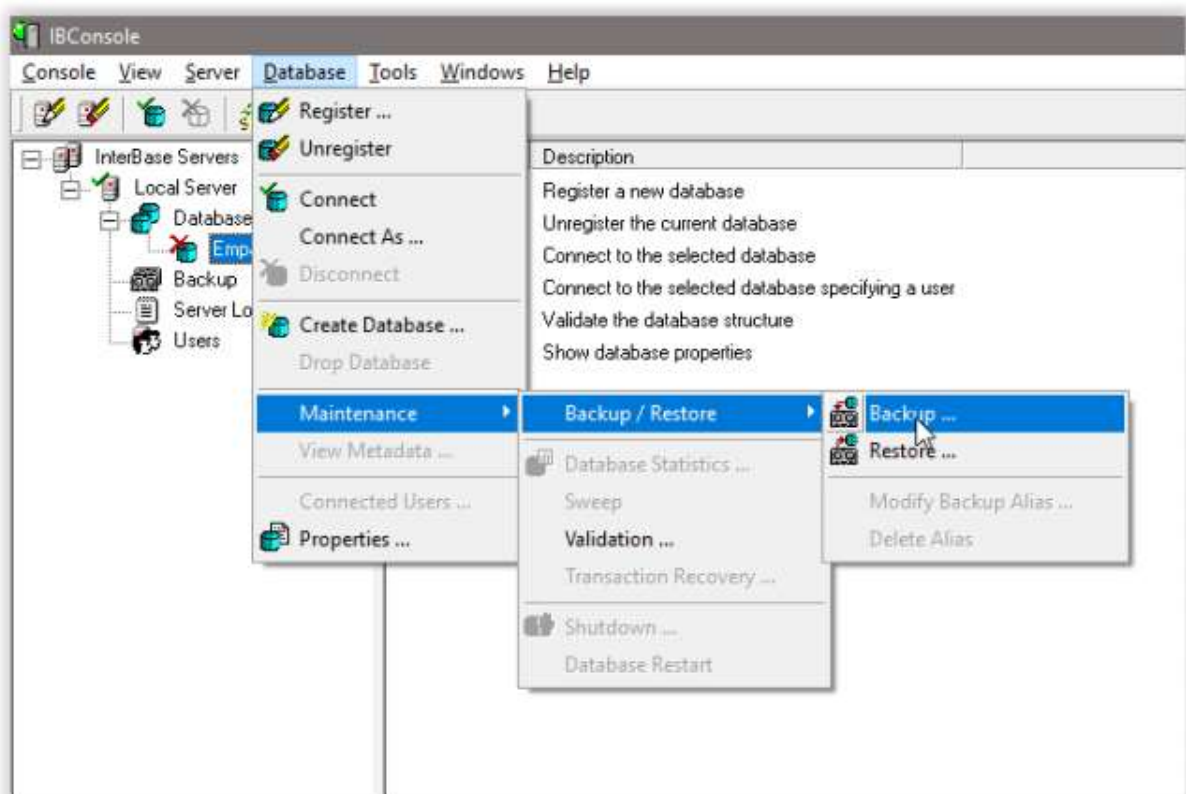 IBConsole
Console View Server Database Tools Windows Help
Register ...
Unregister
Connect
Connect As ...
Disconnect
Create Database ...
Drop Database
Maintenance
View Metadata ...
Connected Users ...
Properties ...
InterBase Servers
Local Server
Database
Backup
Users
Description
Register a new database
Unregister the current database
Connect to the selected database
Connect to the selected database specifying a user
Validate the database structure
Show database properties
Backup / Restore
Database Statistics ...
Sweep
Validation ...
Transaction Recovery ...
Shutdown ...
Database Restart
Backup ...
Restore ...
Modify Backup Alias ...
Delete Alias